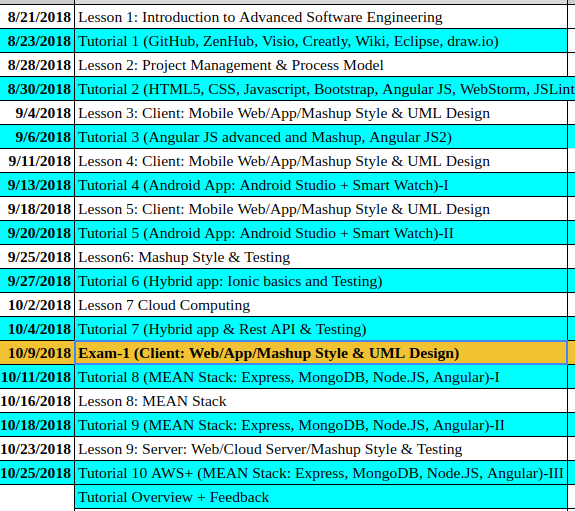 8/21/2018 Lesson 1: Introduction to Advanced Software Engineering
8/23/2018 Tutorial 1 (GitHub, ZenHub, Visio, Creatly, Wiki, Eclipse, draw.io)
8/28/2018 Lesson 2: Project Management & Process Model
8/30/2018 Tutorial 2 (HTML5, CSS, Javascript, Bootstrap, Angular JS, WebStorm, JSLint
9/4/2018 Lesson 3: Client: Mobile Web/App/Mashup Style & UML Design
9/6/2018 Tutorial 3 (Angular JS advanced and Mashup, Angular JS2)
9/11/2018 Lesson 4: Client: Mobile Web/App/Mashup Style & UML Design
9/13/2018 Tutorial 4 (Android App: Android Studio + Smart Watch)-I
9/18/2018 Lesson 5: Client: Mobile Web/App/Mashup Style & UML Design
9/20/2018 Tutorial 5 (Android App: Android Studio + Smart Watch)-II
9/25/2018 Lesson6: Mashup Style & Testing
9/27/2018 Tutorial 6 (Hybrid app: Ionic basics and Testing)
10/2/2018 Lesson 7 Cloud Computing
10/4/2018 Tutorial 7 (Hybrid app & Rest API & Testing)
10/9/2018 Exam-1 (Client: Web/App/Mashup Style & UML Design)
10/11/2018 Tutorial 8 (MEAN Stack: Express, MongoDB, Node.JS, Angular)-I
10/16/2018 Lesson 8: MEAN Stack
10/18/2018 Tutorial 9 (MEAN Stack: Express, MongoDB, Node.JS, Angular)-II
10/23/2018 Lesson 9: Server: Web/Cloud Server/Mashup Style & Testing
10/25/2018 Tutorial 10 AWS+ (MEAN Stack: Express, MongoDB, Node.JS, Angular)-III
Tutorial Overview + Feedback